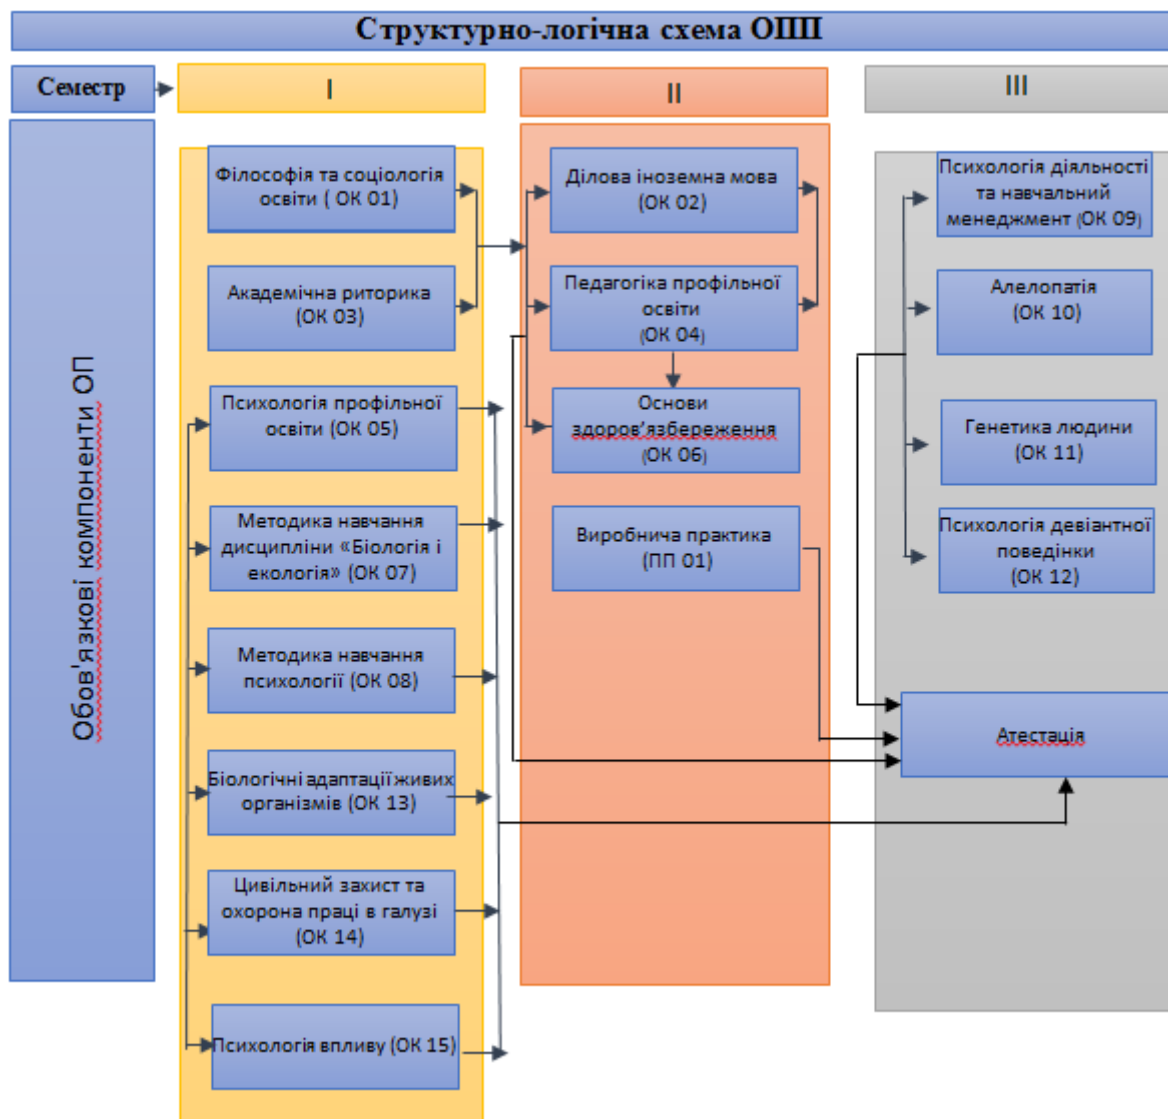 Структурно-логічна схема ОПП
Семестр
I
II
III
Обов'язкові компоненти ОП
Філософія та соціологія
освіти ( ОК 01)
Академічна риторика
(ОК 03)
Психологія профільної
освіти (ОК 05)
Методика навчання
дисципліни «Біологія і
екологія» (ОК 07)
Методика навчання
психології (ОК 08)
Біологічні адаптації живих
організмів (ОК 13)
Цивільний захист та
охорона праці в галузі
(ОК 14)
Психологія впливу (ОК 15)
Ділова іноземна мова
(ОК 02)
Педагогіка профільної
освіти
(ОК 04)
Основи
здоров’язбереження
(ОК 06)
Виробнича практика
(ПП 01)
Психологія діяльності
та навчальний
менеджмент (ОК 09)
Алелопатія
(ОК 10)
Генетика людини
(ОК 11)
Психологія девіантної
поведінки
(ОК 12)
Атестація